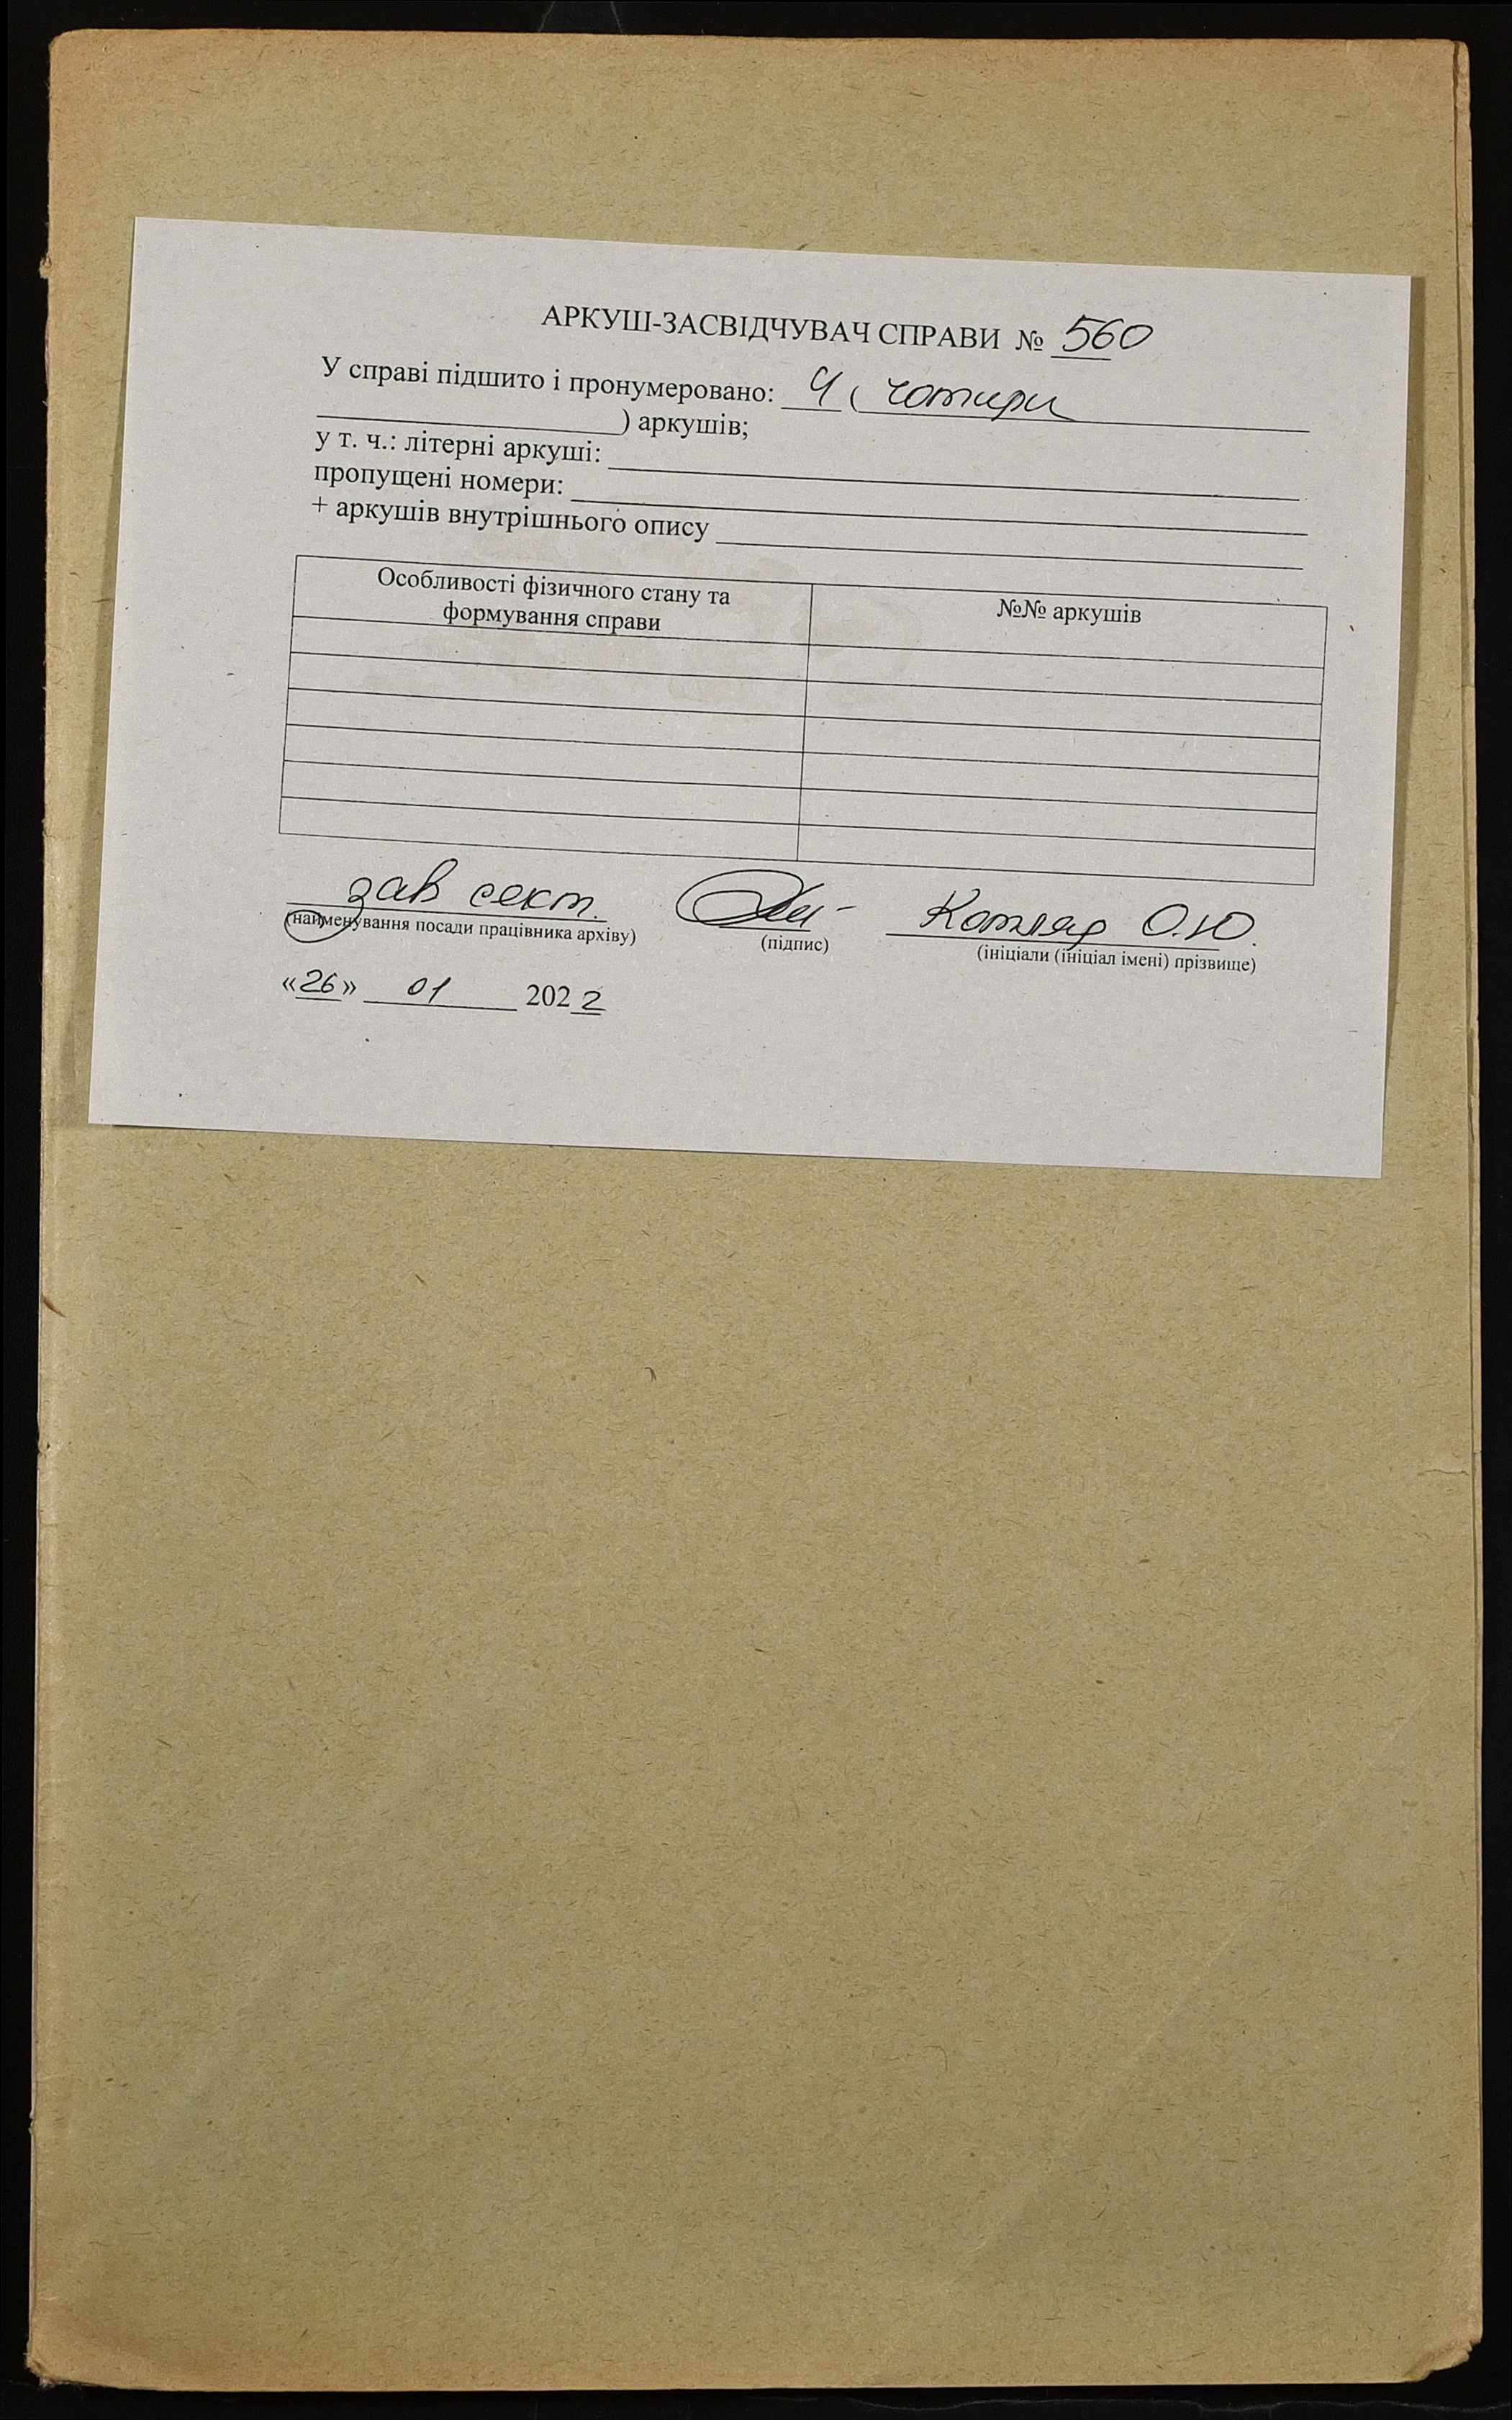 АРКУШ-ЗАСВІДЧУВАЧ СПРАВИ № 560
У справі підшито і пронумеровано: 4 ( чотири
) аркушів;
у т. ч.: літерні аркуші:
пропущені номери:
+ аркушів внутрішнього опису
Особливості фізичного стану та
формування справи
№№ аркушів
зав сект.
О.Ю.
(найменування посади працівника архіву)
(підпис)
(ініціали (ініціал імені) прізвище)
«26» 01 2022